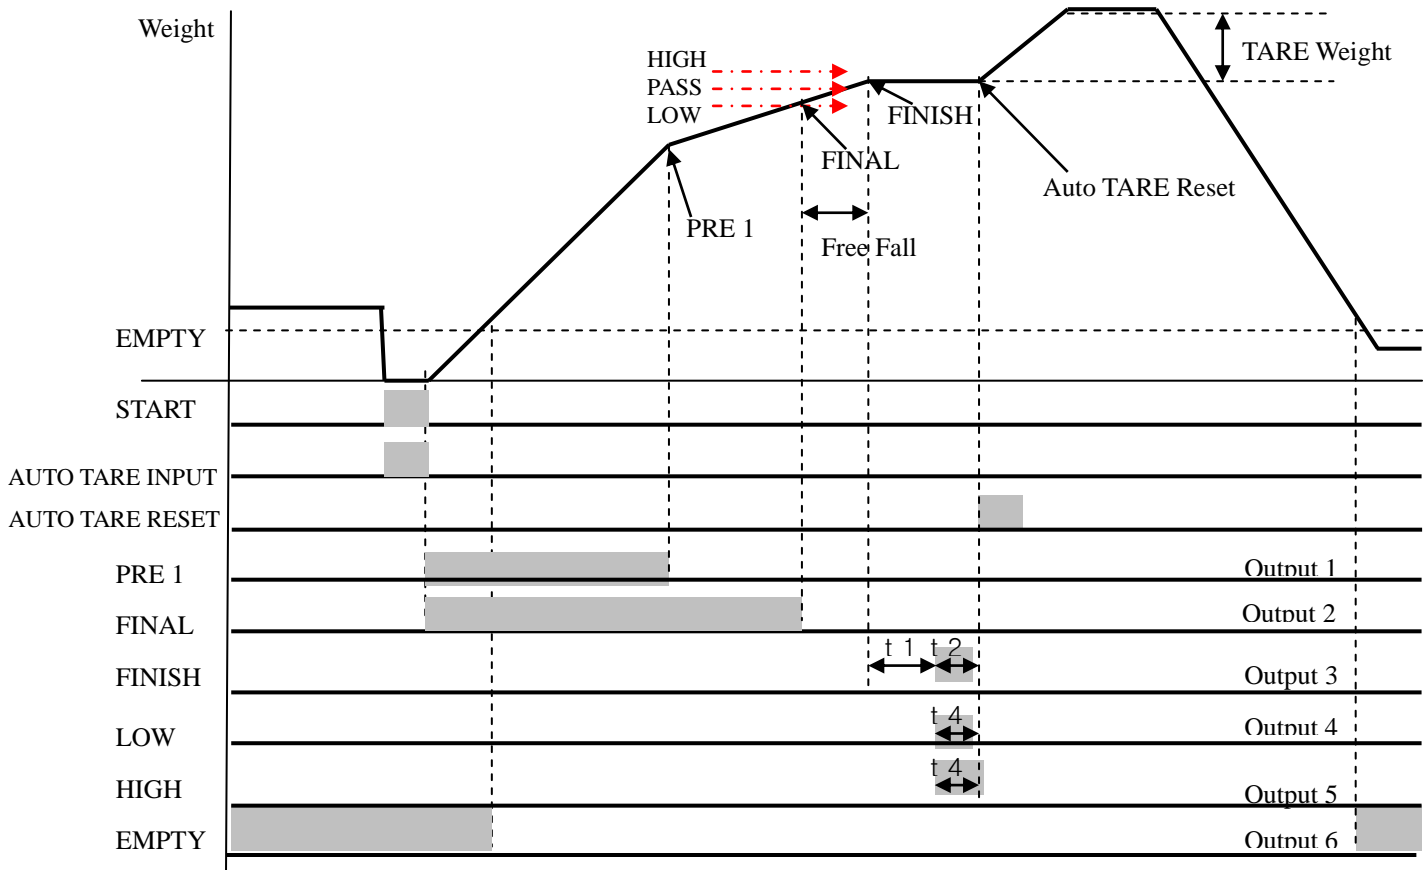 Weight
HIGH
PASS
LOW
TARE Weight
FINISH
FINAL
Auto TARE Reset
PRE 1
Free Fall
EMPTY
START
AUTO TARE INPUT
AUTO TARE RESET
PRE 1
Output 1
FINAL
Output 2
t 1
t 2
FINISH
Output 3
t 4
LOW
Output 4
t 4
HIGH
Output 5
EMPTY
Output 6